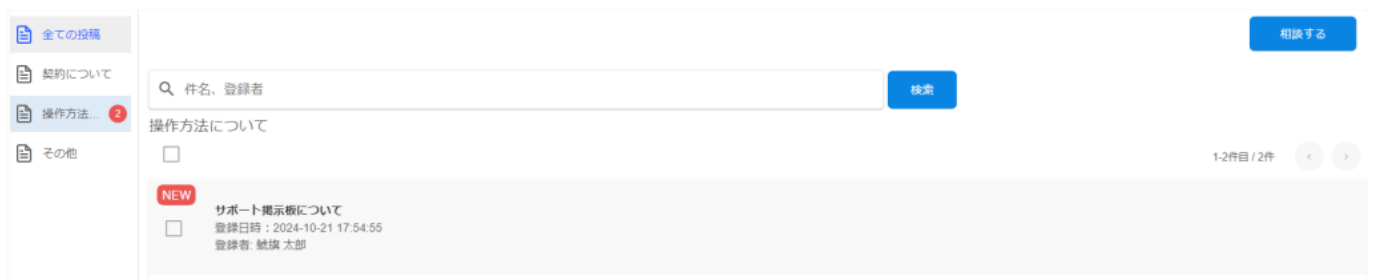 全ての投稿
契約について
操作方法... 2
その他
相談する
件名、登録者
検索
操作方法について
1-2件目 / 2件
NEW
サポート掲示板について
登録日時：2024-10-21 17:54:55
登録者: 鯱旗 太郎